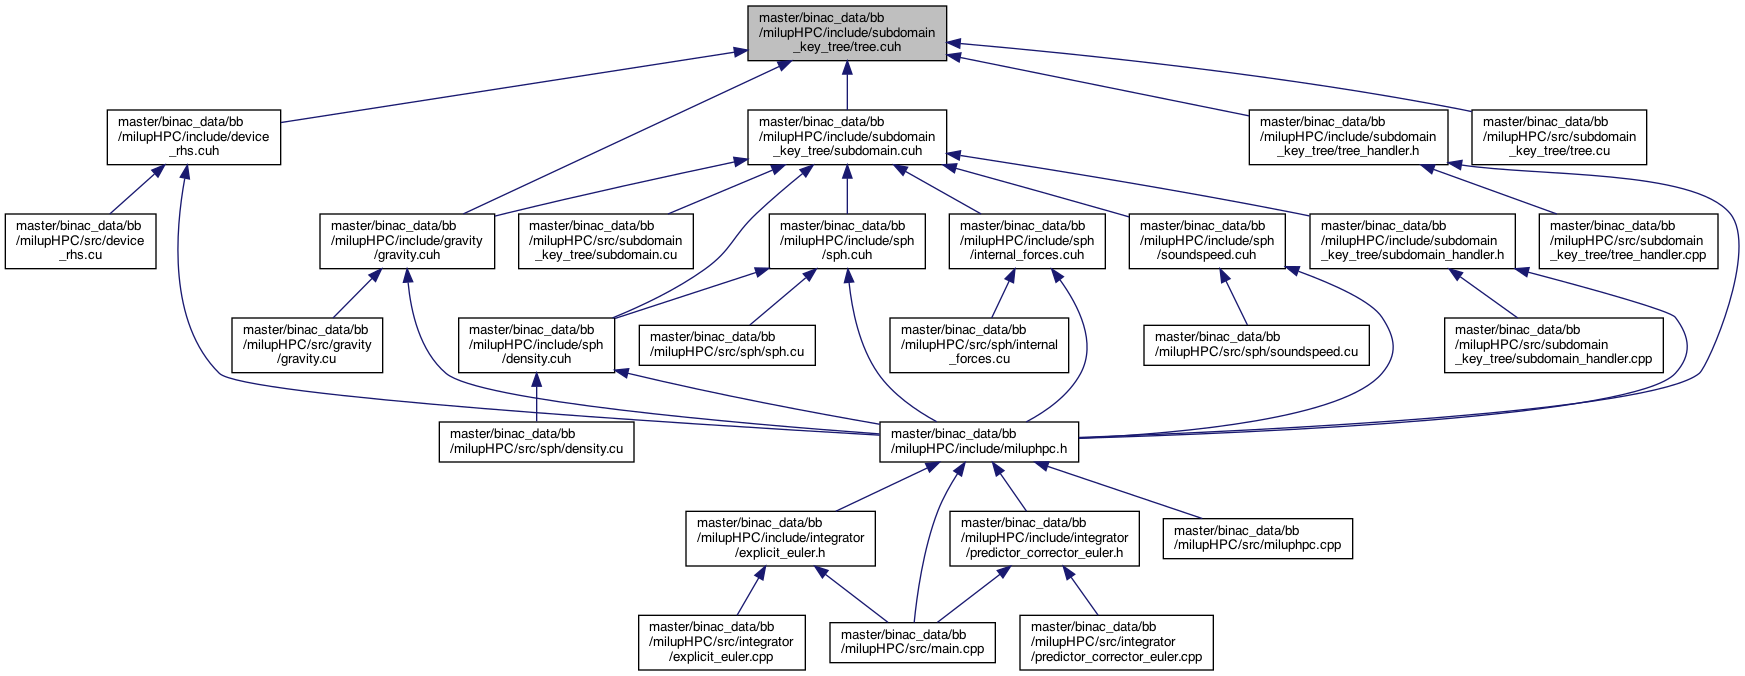 master/binac_data/bb
/milupHPC/include/subdomain
_key_tree/tree.cuh
master/binac_data/bb
/milupHPC/include/device
_rhs.cuh
master/binac_data/bb
/milupHPC/include/subdomain
_key_tree/subdomain.cuh
master/binac_data/bb
/milupHPC/include/subdomain
_key_tree/tree_handler.h
master/binac_data/bb
/milupHPC/src/subdomain
_key_tree/tree.cu
master/binac_data/bb
/milupHPC/src/device
_rhs.cu
master/binac_data/bb
/milupHPC/include/gravity
/gravity.cuh
master/binac_data/bb
/milupHPC/src/subdomain
_key_tree/subdomain.cu
master/binac_data/bb
/milupHPC/include/sph
/sph.cuh
master/binac_data/bb
/milupHPC/include/sph
/internal_forces.cuh
master/binac_data/bb
/milupHPC/include/sph
/soundspeed.cuh
master/binac_data/bb
/milupHPC/include/subdomain
_key_tree/subdomain_handler.h
master/binac_data/bb
/milupHPC/src/subdomain
_key_tree/tree_handler.cpp
master/binac_data/bb
/milupHPC/src/gravity
/gravity.cu
master/binac_data/bb
/milupHPC/include/sph
/density.cuh
master/binac_data/bb
/milupHPC/src/sph/sph.cu
master/binac_data/bb
/milupHPC/src/sph/internal
_forces.cu
master/binac_data/bb
/milupHPC/src/sph/soundspeed.cu
master/binac_data/bb
/milupHPC/src/subdomain
_key_tree/subdomain_handler.cpp
master/binac_data/bb
/milupHPC/src/sph/density.cu
master/binac_data/bb
/milupHPC/include/miluphpc.h
master/binac_data/bb
/milupHPC/include/integrator
/explicit_euler.h
master/binac_data/bb
/milupHPC/include/integrator
/predictor_corrector_euler.h
master/binac_data/bb
/milupHPC/src/miluphpc.cpp
master/binac_data/bb
/milupHPC/src/integrator
/explicit_euler.cpp
master/binac_data/bb
/milupHPC/src/main.cpp
master/binac_data/bb
/milupHPC/src/integrator
/predictor_corrector_euler.cpp